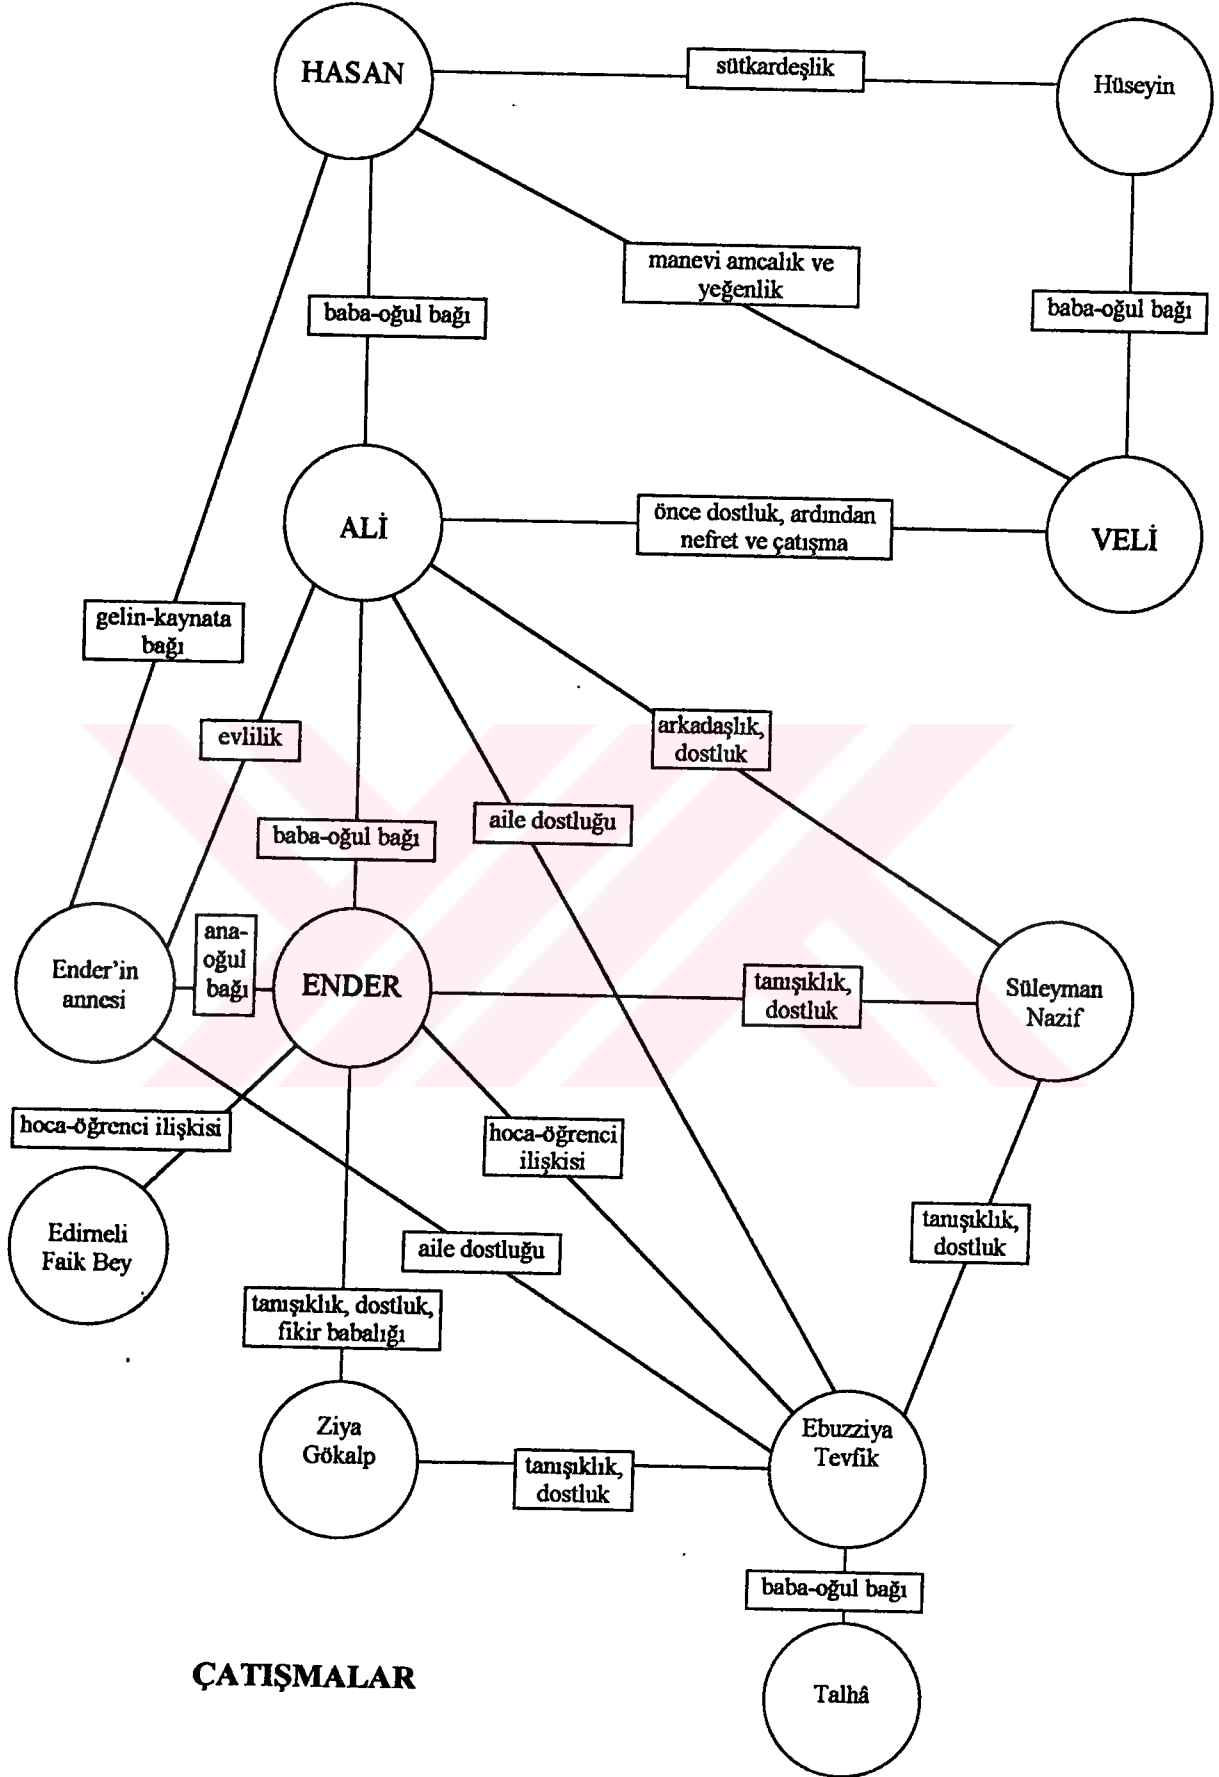 HASAN
sütkardeşlik
Hüseyin
manevi amcalık ve
yeğenlik
baba-oğul bağı
baba-oğul bağı
ALİ
önce dostluk, ardından
nefret ve çatışma
VELİ
gelin-kaynata
bağı
evlilik
arkadaşlık,
dostluk
baba-oğul bağı
aile dostluğu
Ender'in
annesi
ana-
oğul
bağı
ENDER
tanışıklık,
dostluk
Süleyman
Nazif
hoca-öğrenci ilişkisi
hoca-öğrenci
ilişkisi
Edirneli
Faik Bey
aile dostluğu
tanışıklık,
dostluk
tanışıklık, dostluk,
fikir babalığı
Ziya
Gökalp
tanışıklık,
dostluk
Ebuzziya
Tevfik
baba-oğul bağı
Talhâ
ÇATIŞMALAR